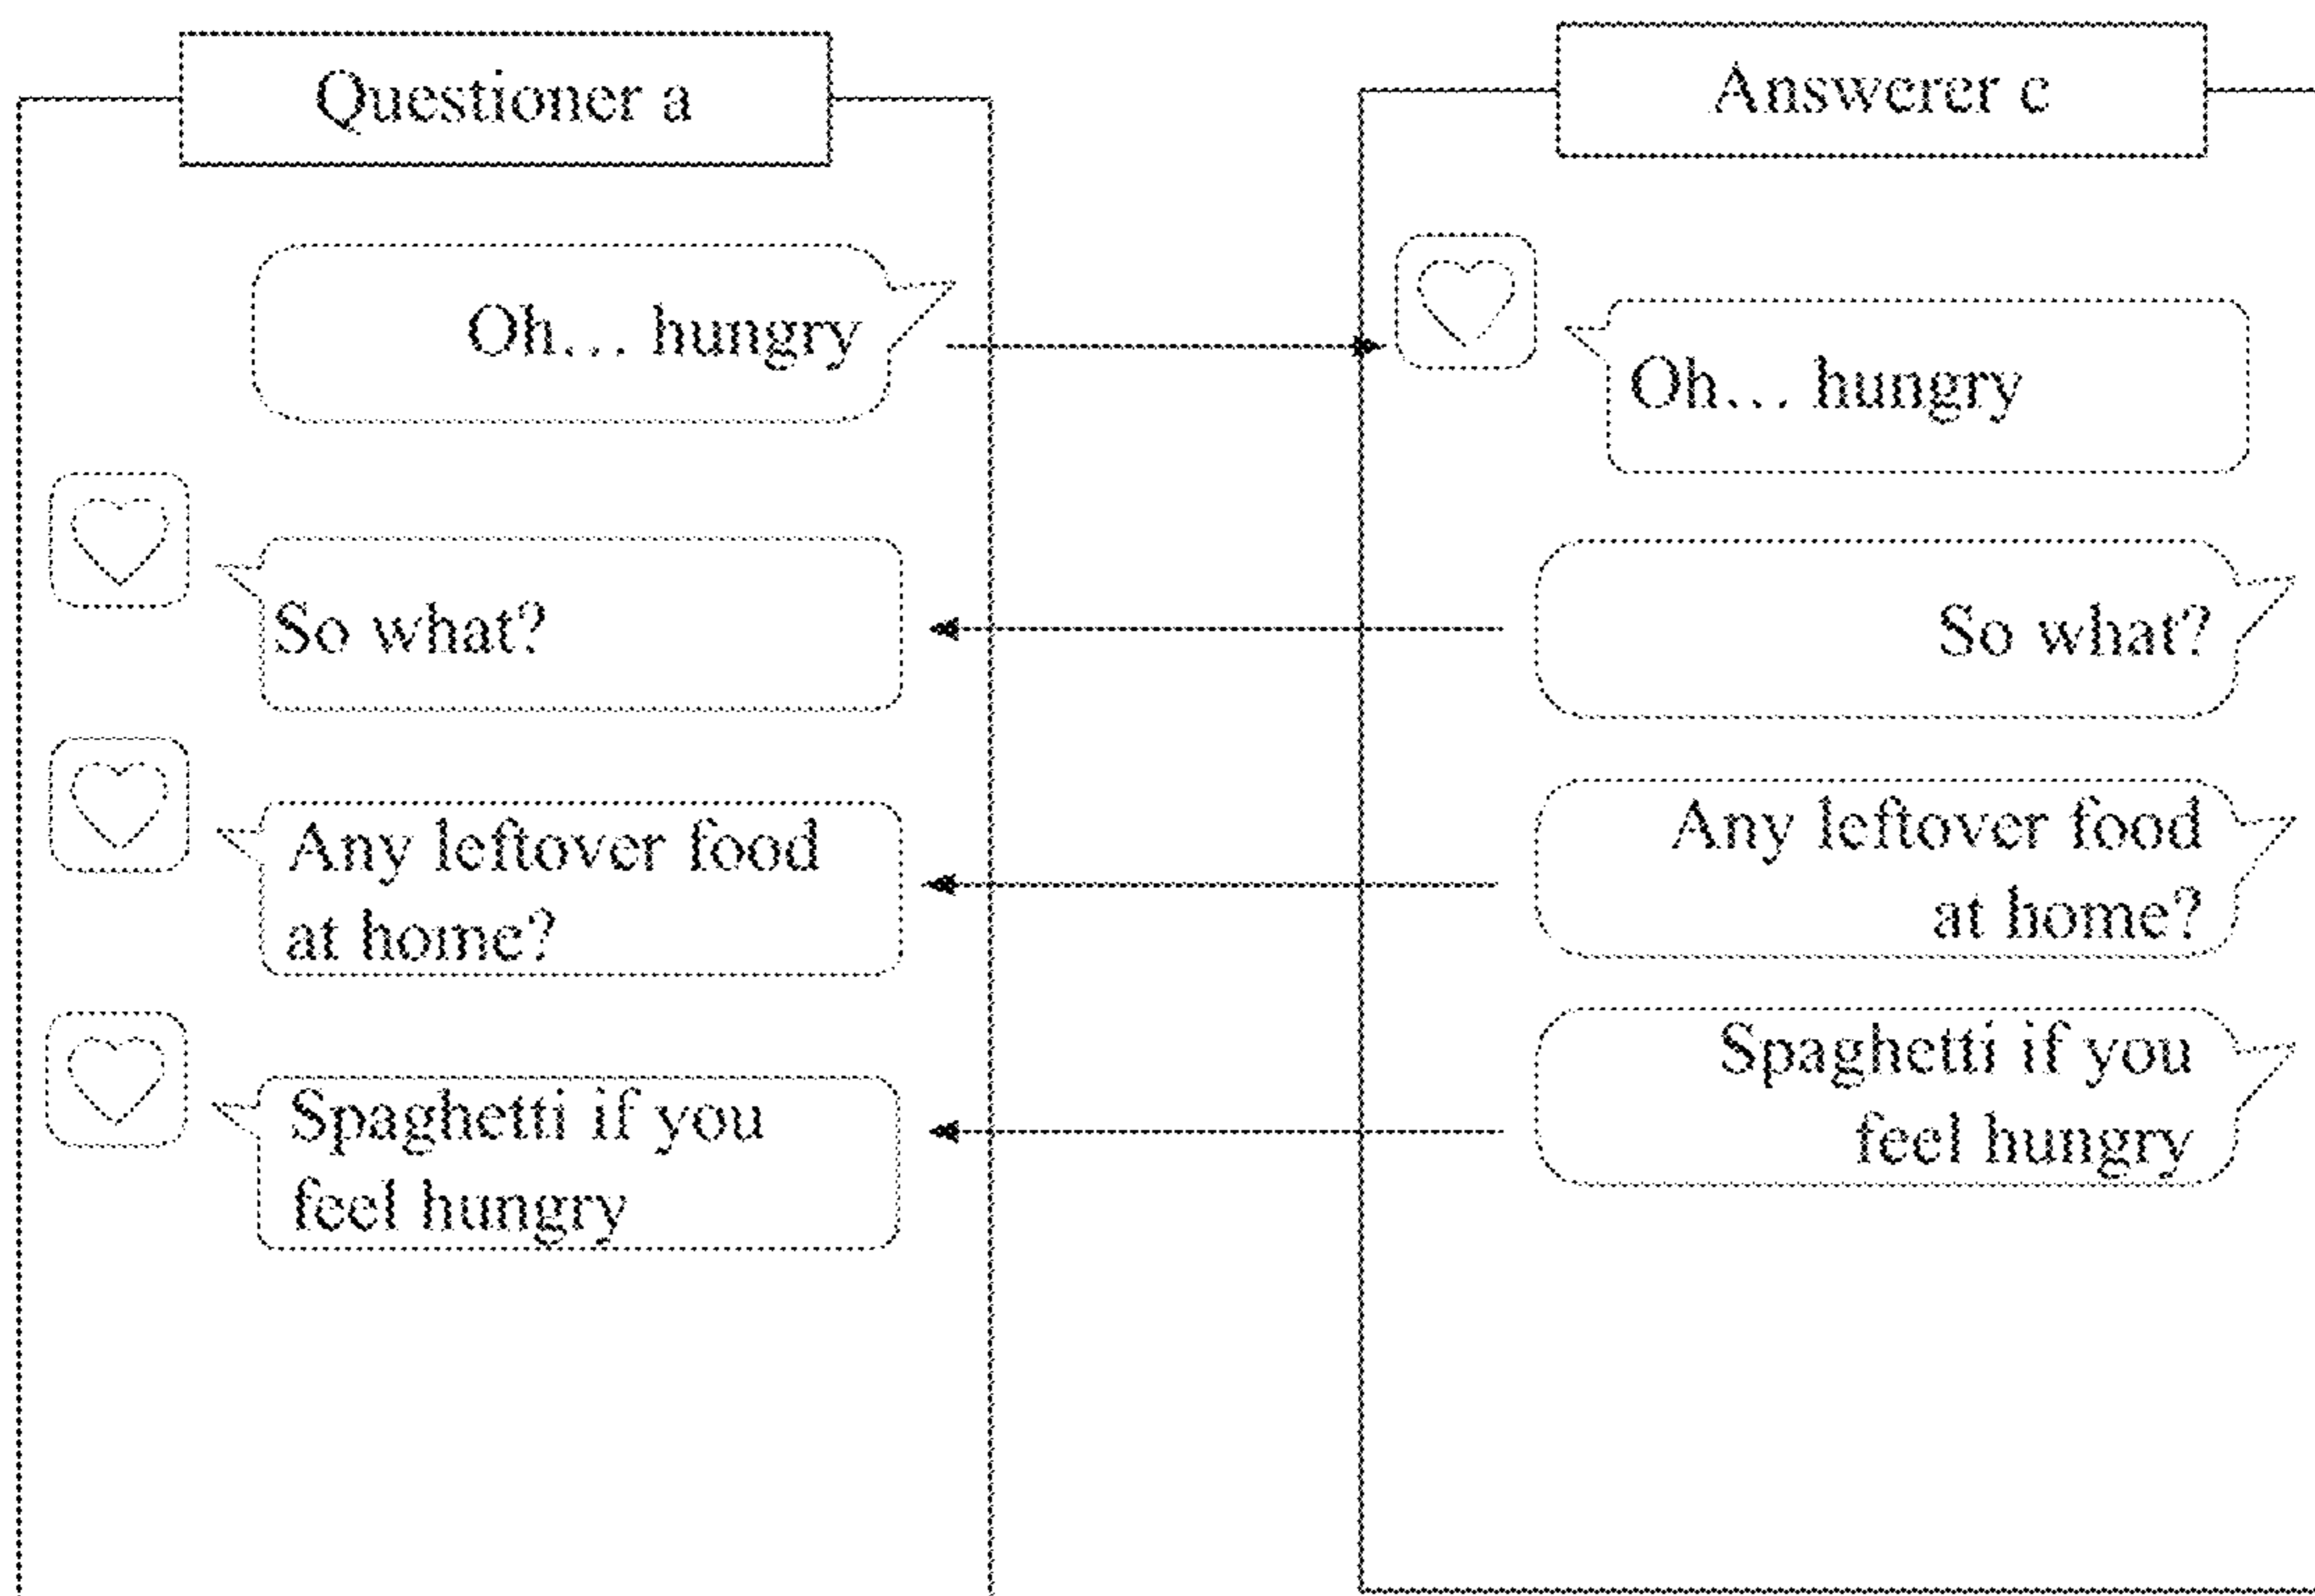 Questioner a
Oh… hungry
So what?
Any leftover food
at home?
Spaghetti if you
feel hungry
Answerer c
Oh… hungry
So what?
Any leftover food
at home?
Spaghetti if you
feel hungry